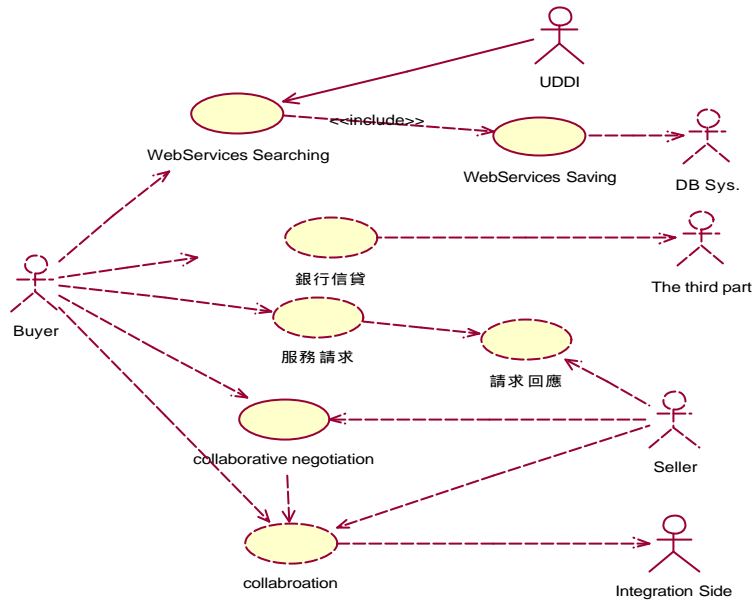 UDDI
<<include>>
WebServices Searching
WebServices Saving
DB Sys.
銀行信貸
The third part
Buyer
服務請求
請求回應
collaborative negotiation
Seller
collabroation
Integration Side